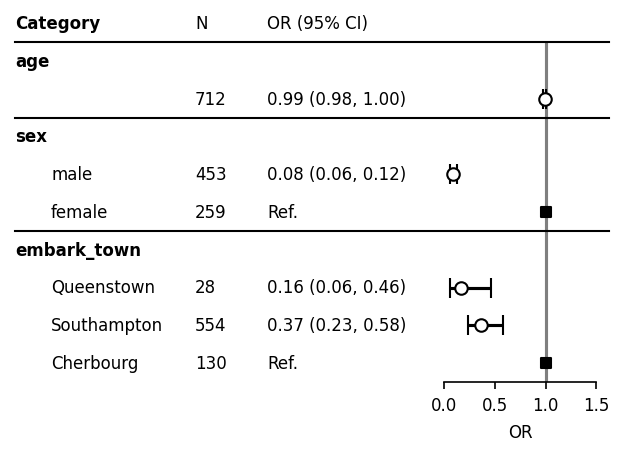 Category N OR (95% CI)
age
712 0.99 (0.98, 1.00)
sex
male 453 0.08 (0.06, 0.12)
female 259 Ref.
embark_town
Queenstown 28 0.16 (0.06, 0.46)
Southampton 554 0.37 (0.23, 0.58)
Cherbourg 130 Ref.
0.0 0.5 1.0 1.5
OR